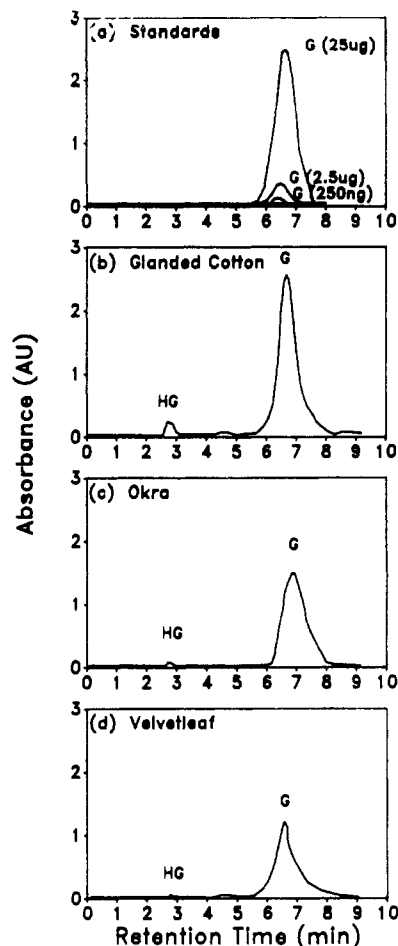 (a) Standards
G (25ug)
G (2.5ug)
G (250ng)
3
2
1
0
0 1 2 3 4 5 6 7 8 9 10
(b) Glanded Cotton
G
HG
3
2
1
0
0 1 2 3 4 5 6 7 8 9 10
(c) Okra
G
HG
3
2
1
0
0 1 2 3 4 5 6 7 8 9 10
(d) Velvetleaf
G
HG
3
2
1
0
0 1 2 3 4 5 6 7 8 9 10
Absorbance (AU)
Retention Time (min)